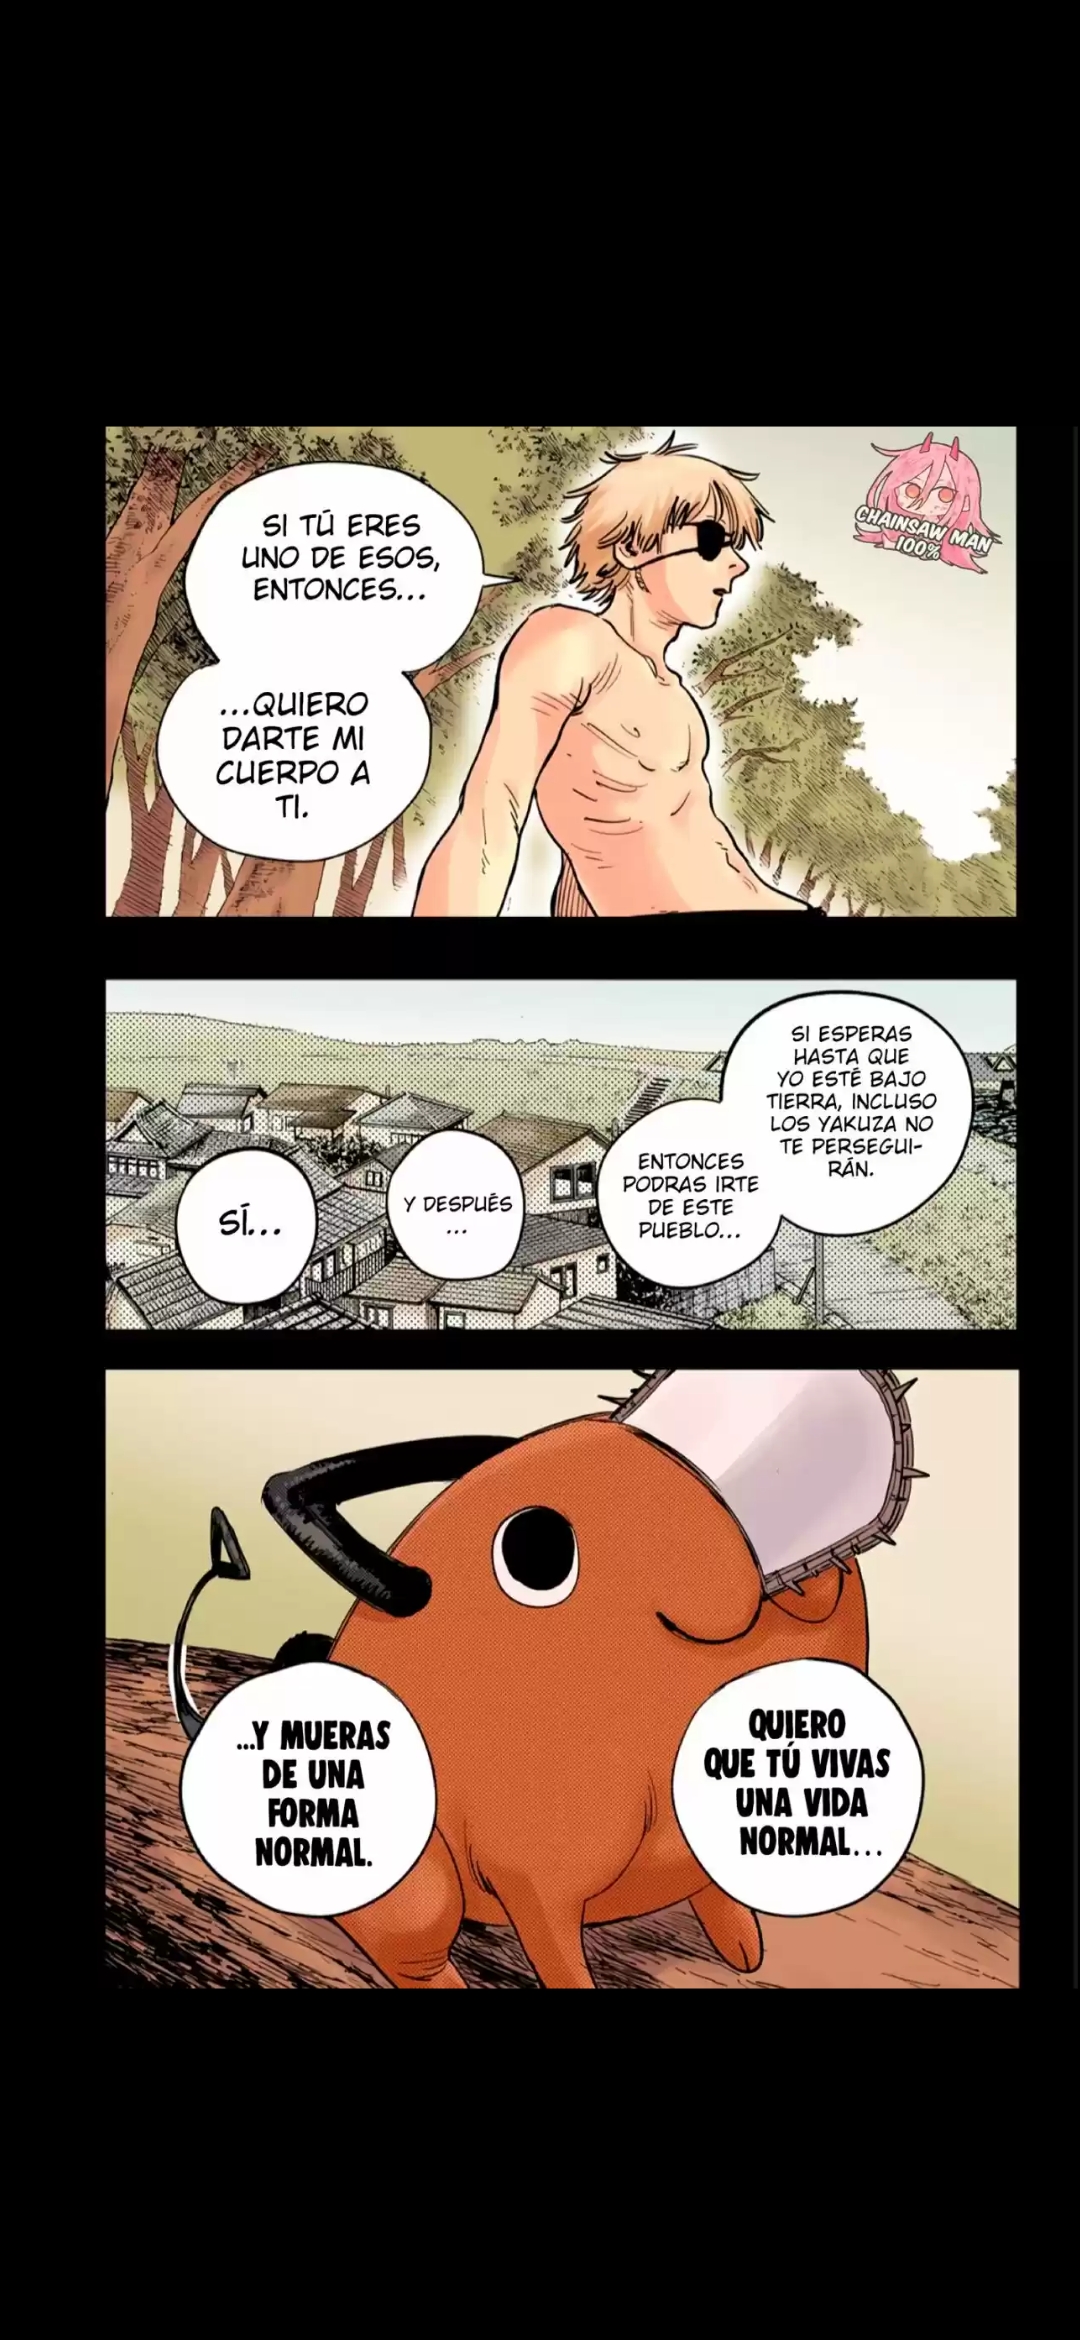 SI TÚ ERES
UNO DE ESOS,
ENTONCES...
...QUIERO
DARTE MI
CUERPO A
TI.
CHAINSAW MAN
100%
SI ESPERAS
HASTA QUE
YO ESTÉ BAJO
TIERRA, INCLUSO
LOS YAKUZA NO
TE PERSEGUI-
RÁN.
ENTONCES
PODRAS IRTE
DE ESTE
PUEBLO...
Y DESPUÉS
...
SÍ...
QUIERO
QUE TÚ VIVAS
UNA VIDA
NORMAL...
...Y MUERAS
DE UNA
FORMA
NORMAL.